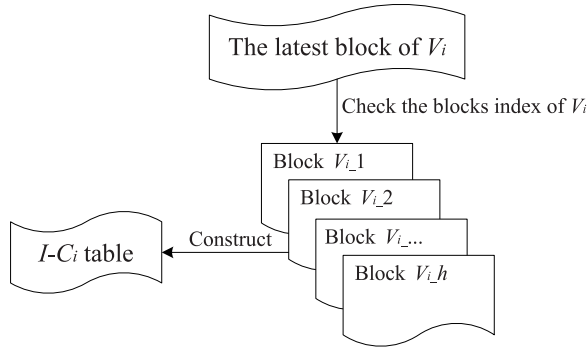 The latest block of Vi
Check the blocks index of Vi
Block Vi_1
Block Vi_2
Block Vi_...
Block Vi_h
Construct
I-Ci table